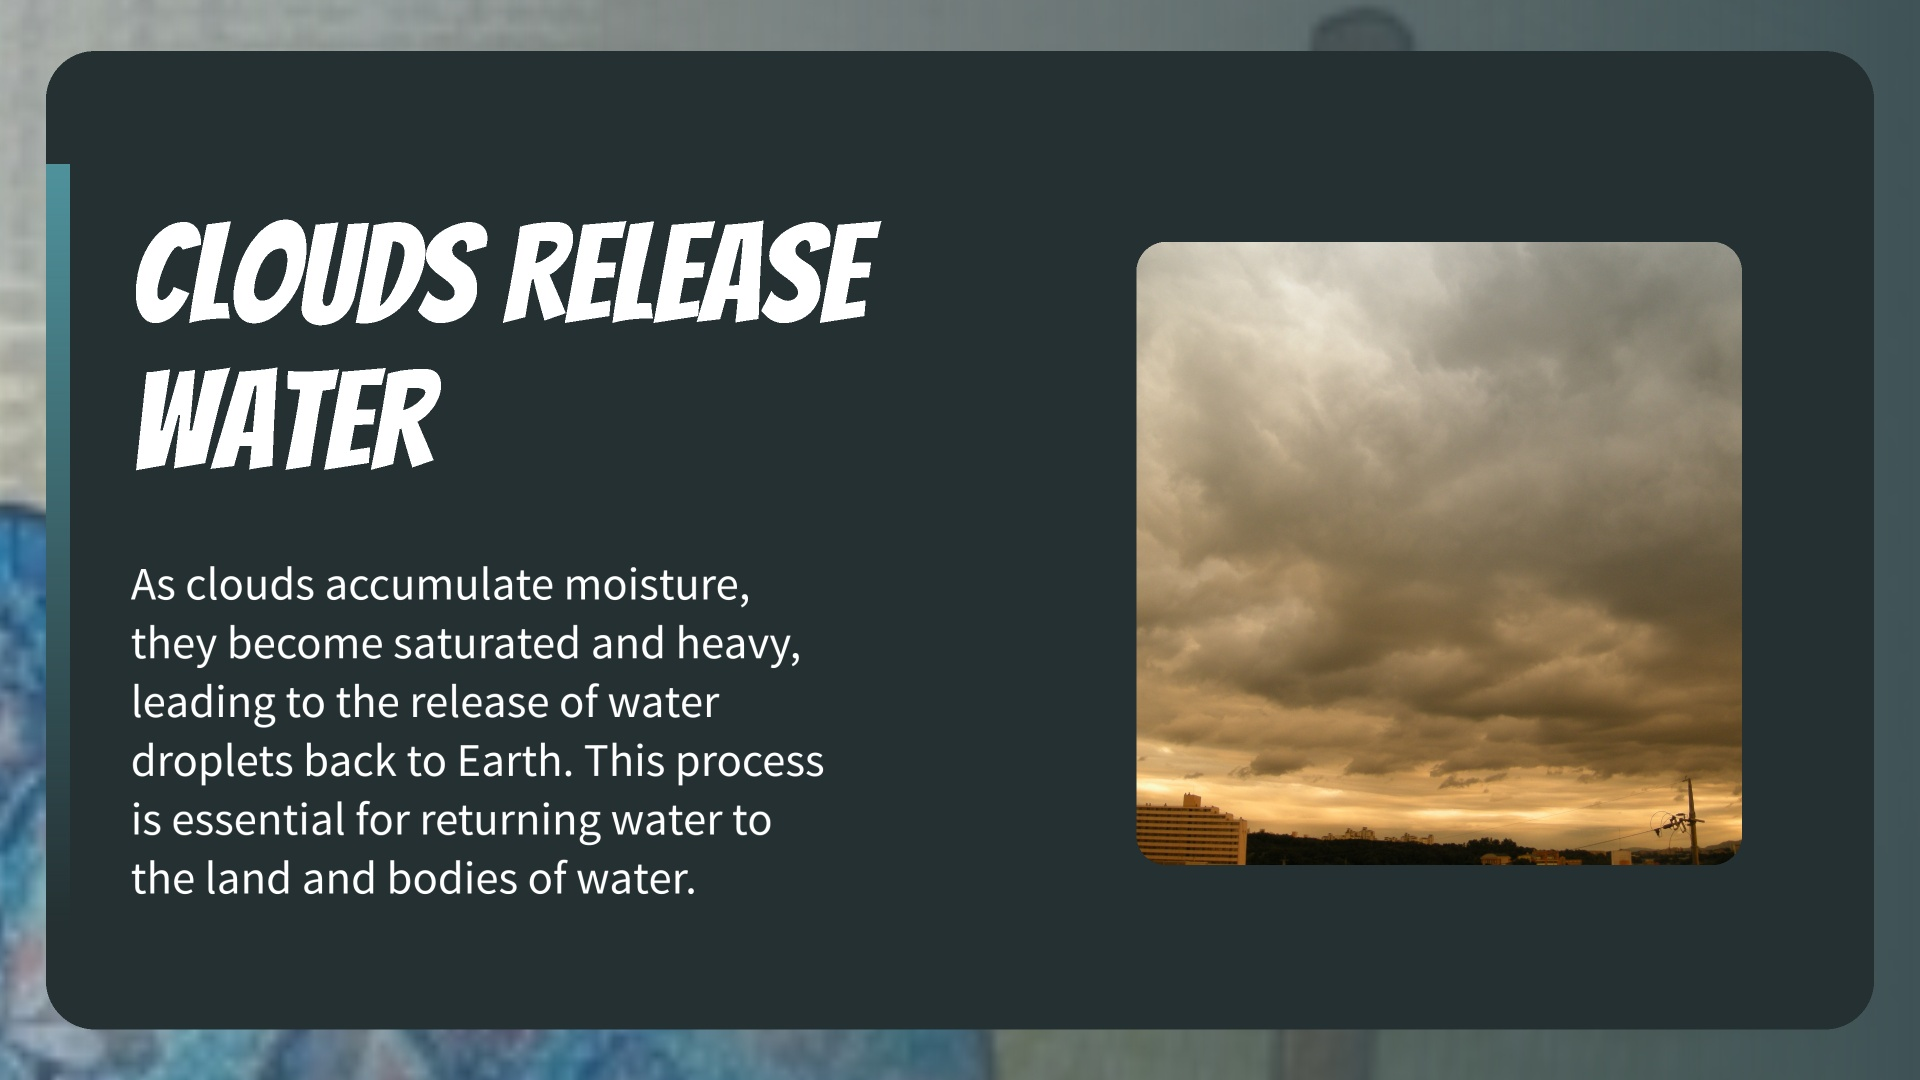 CLOUDS RELEASE
WATER
As clouds accumulate moisture,
they become saturated and heavy,
leading to the release of water
droplets back to Earth. This process
is essential for returning water to
the land and bodies of water.